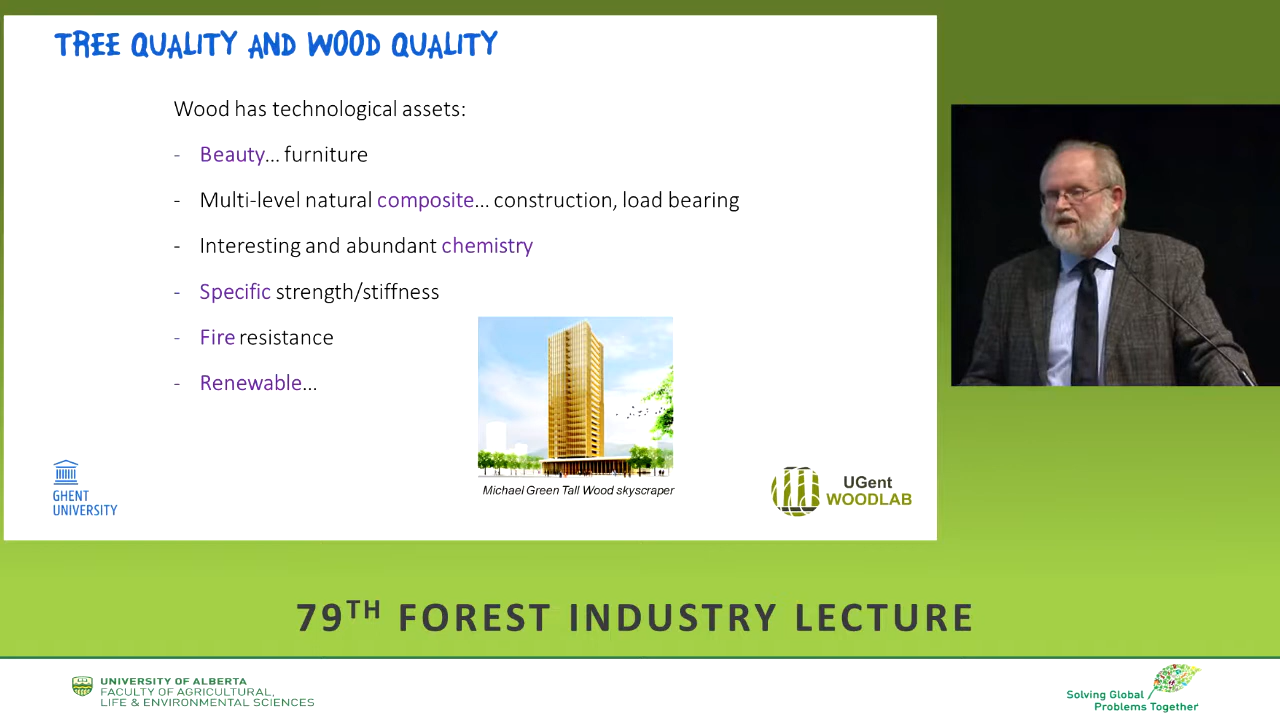 TREE QUALITY AND WOOD QUALITY
Wood has technological assets:
- Beauty... furniture
- Multi-level natural composite... construction, load bearing
- Interesting and abundant chemistry
- Specific strength/stiffness
- Fire resistance
- Renewable...
Michael Green Tall Wood skyscraper
GHENT
UNIVERSITY
UGent
WOODLAB
79TH FOREST INDUSTRY LECTURE
UNIVERSITY OF ALBERTA
FACULTY OF AGRICULTURAL,
LIFE & ENVIRONMENTAL SCIENCES
Solving Global
Problems Together